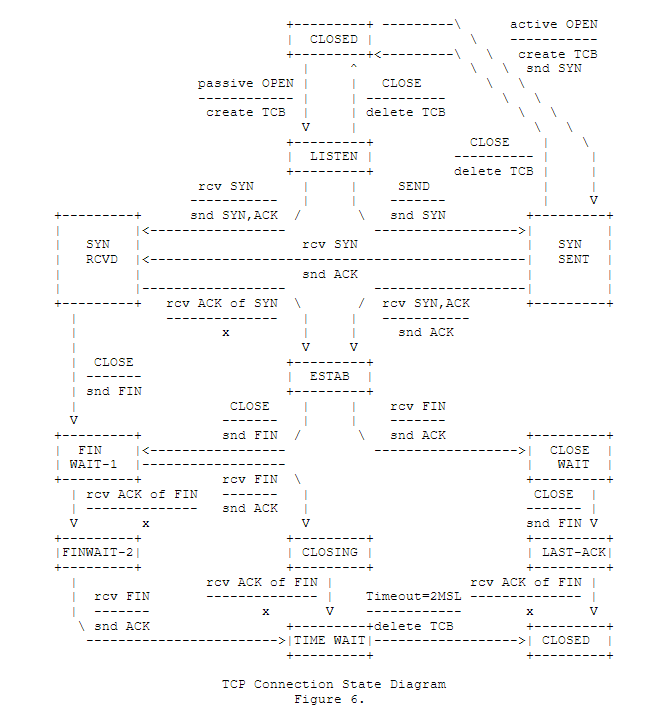 +---------+ ---------\ active OPEN
| CLOSED | \ -----------
+---------+<---------\ \ create TCB
| ^ \ \ snd SYN
passive OPEN | | CLOSE \ \
------------ | | ---------- \ \
create TCB | | delete TCB \ \
V | \ \
+---------+ CLOSE | \
| LISTEN | ---------- | |
+---------+ delete TCB | |
rcv SYN | | SEND | |
----------- | | ------- | V
+---------+ snd SYN,ACK / \ snd SYN +---------+
| |<----------------- ------------------>| |
| SYN | rcv SYN | SYN |
| RCVD |<-----------------------------------------------| SENT |
| | snd ACK | |
| |------------------ -------------------| |
+---------+ rcv ACK of SYN \ / rcv SYN,ACK +---------+
| -------------- | | -----------
| x | | snd ACK
| V V
| CLOSE +---------+
| ------- | ESTAB |
| snd FIN +---------+
| CLOSE | | rcv FIN
V ------- | | -------
+---------+ snd FIN / \ snd ACK +---------+
| FIN |<----------------- ------------------>| CLOSE |
| WAIT-1 |------------------ | WAIT |
+---------+ rcv FIN \ +---------+
| rcv ACK of FIN ------- | CLOSE |
| -------------- snd ACK | ------- |
V x V snd FIN V
+---------+ +---------+ +---------+
|FINWAIT-2| | CLOSING | | LAST-ACK|
+---------+ +---------+ +---------+
| rcv ACK of FIN | rcv ACK of FIN |
| rcv FIN -------------- | Timeout=2MSL -------------- |
| ------- x V ------------ x V
\ snd ACK +---------+delete TCB +---------+
------------------------>|TIME WAIT|------------------>| CLOSED |
+---------+ +---------+
TCP Connection State Diagram
Figure 6.